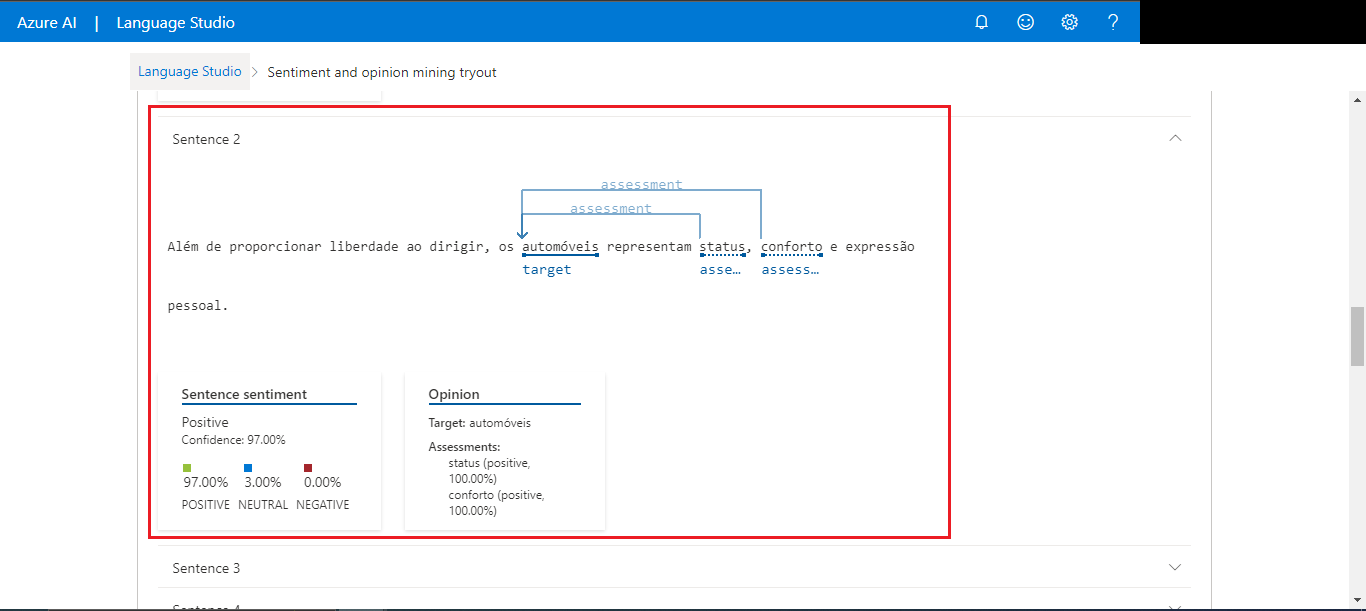 Azure AI | Language Studio
Language Studio > Sentiment and opinion mining tryout
Sentence 2
assessment
assessment
Além de proporcionar liberdade ao dirigir, os automóveis representam status, conforto e expressão
target asse… assess…
pessoal.
Sentence sentiment
Positive
Confidence: 97.00%
97.00% 3.00% 0.00%
POSITIVE NEUTRAL NEGATIVE
Opinion
Target: automóveis
Assessments:
status (positive,
100.00%)
conforto (positive,
100.00%)
Sentence 3
Sentence 4